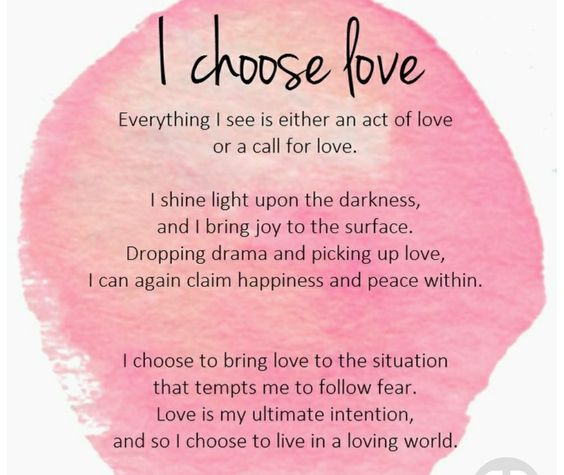 I choose love
Everything I see is either an act of love
or a call for love.
I shine light upon the darkness,
and I bring joy to the surface.
Dropping drama and picking up love,
I can again claim happiness and peace within.
I choose to bring love to the situation
that tempts me to follow fear.
Love is my ultimate intention,
and so I choose to live in a loving world.